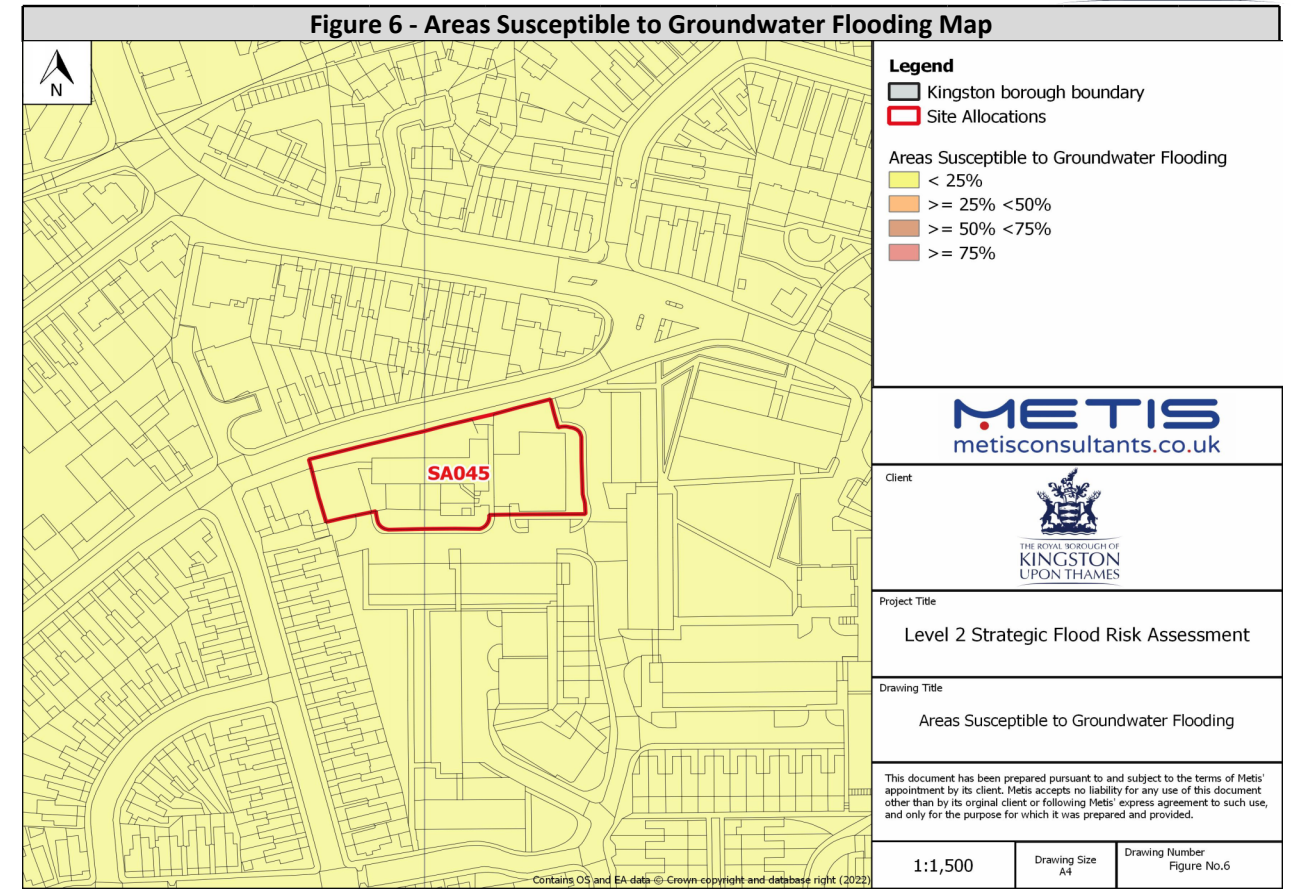 Figure 6 - Areas Susceptible to Groundwater Flooding Map
N
SA045
Contains OS and EA data © Crown copyright and database right (2022)
Legend
Kingston borough boundary
Site Allocations
Areas Susceptible to Groundwater Flooding
< 25%
>= 25% <50%
>= 50% <75%
>= 75%
METIS
metisconsultants.co.uk
Client
THE ROYAL BOROUGH OF
KINGSTON
UPON THAMES
Project Title
Level 2 Strategic Flood Risk Assessment
Drawing Title
Areas Susceptible to Groundwater Flooding
This document has been prepared pursuant to and subject to the terms of Metis'
appointment by its client. Metis accepts no liability for any use of this document
other than by its orginal client or following Metis' express agreement to such use,
and only for the purpose for which it was prepared and provided.
1:1,500
Drawing Size
A4
Drawing Number
Figure No.6